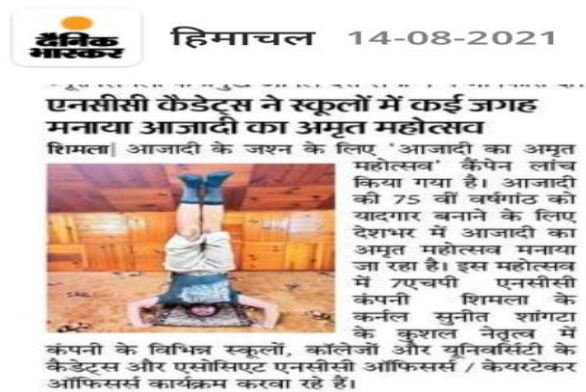 दैनिक
भास्कर
हिमाचल 14-08-2021
एनसीसी कैडेट्स ने स्कूलों में कई जगह
मनाया आजादी का अमृत महोत्सव
शिमला| आजादी के जश्न के लिए 'आजादी का अमृत
महोत्सव' कैंपेन लांच
किया गया है। आजादी
की 75 वीं वर्षगांठ को
यादगार बनाने के लिए
देशभर में आजादी का
अमृत महोत्सव मनाया
जा रहा है। इस महोत्सव
में 7एचपी एनसीसी
कंपनी शिमला के
कर्नल सुनीत शांगटा
के कुशल नेतृत्व में
कंपनी के विभिन्न स्कूलों, कॉलेजों और यूनिवर्सिटी के
कैडेट्स और एसोसिएट एनसीसी ऑफिसर्स / केयरटेकर
ऑफिसर्स कार्यक्रम करवा रहे हैं।